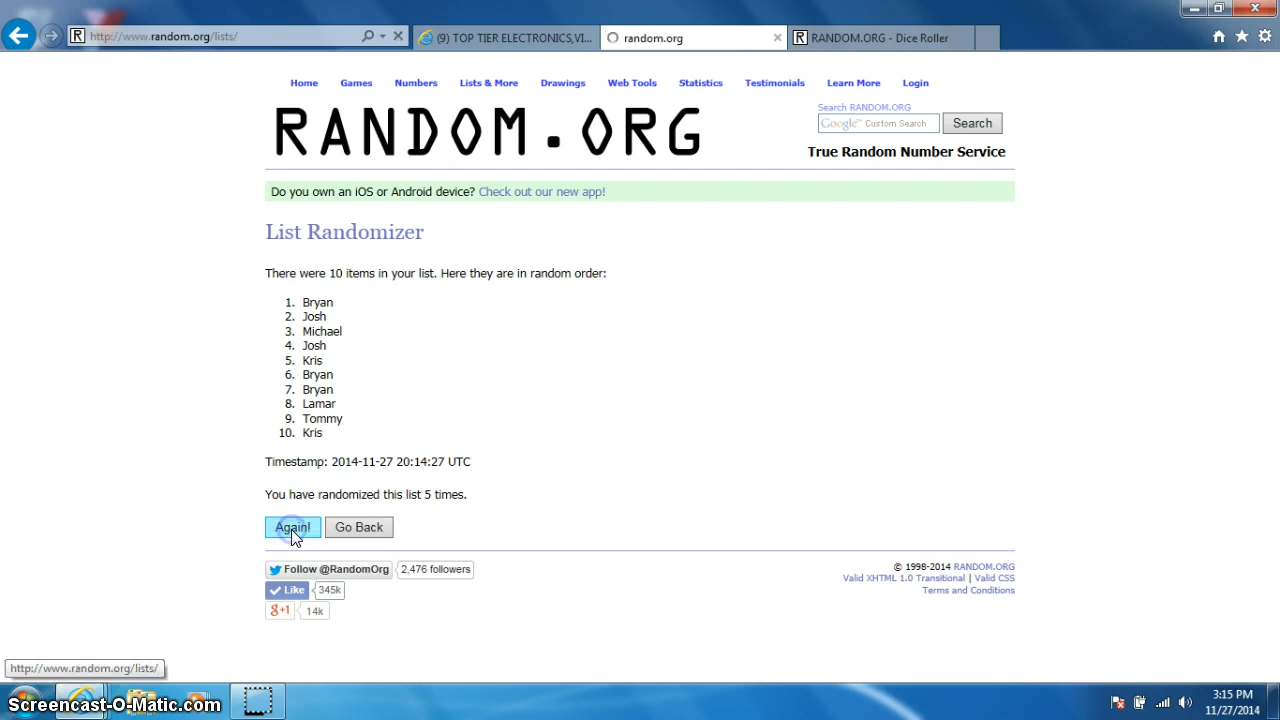 http://www.random.org/lists/
(9) TOP TIER ELECTRONICS,VI...
random.org
RANDOM.ORG - Dice Roller
Home Games Numbers Lists & More Drawings Web Tools Statistics Testimonials Learn More Login
RANDOM.ORG
Search RANDOM.ORG
Google™ Custom Search
Search
True Random Number Service
Do you own an iOS or Android device? Check out our new app!
List Randomizer
There were 10 items in your list. Here they are in random order:
1. Bryan
2. Josh
3. Michael
4. Josh
5. Kris
6. Bryan
7. Bryan
8. Lamar
9. Tommy
10. Kris
Timestamp: 2014-11-27 20:14:27 UTC
You have randomized this list 5 times.
Again! Go Back
Follow @RandomOrg 2,476 followers
Like 345k
g+1 14k
© 1998-2014 RANDOM.ORG
Valid XHTML 1.0 Transitional | Valid CSS
Terms and Conditions
http://www.random.org/lists/
Screencast-O-Matic.com
3:15 PM
11/27/2014